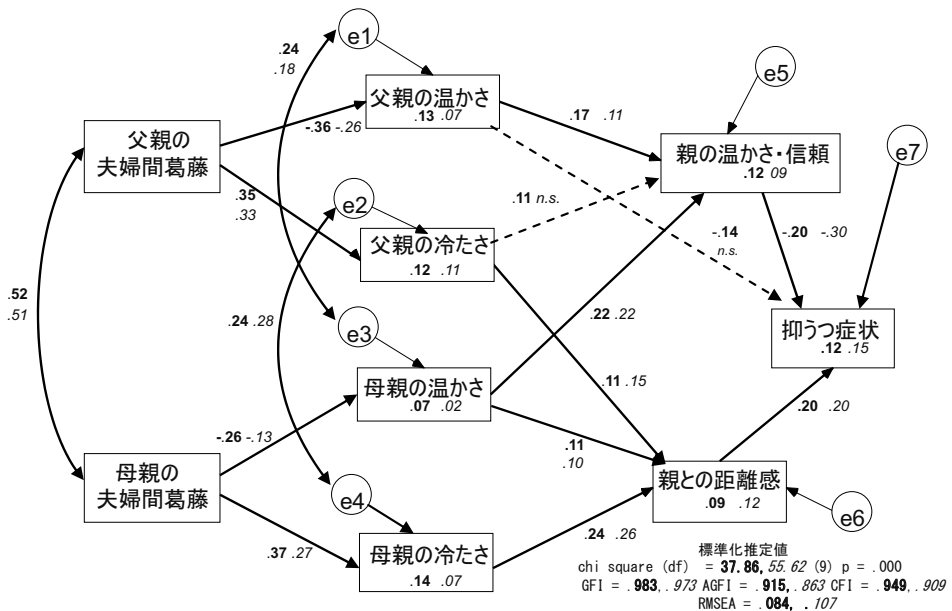 e1
.24
.18
父親の温かさ
.13 .07
-.36 -.26
父親の
夫婦間葛藤
.35
.33
e2
父親の冷たさ
.12 .11
.17 .11
e5
親の温かさ・信頼
.12 09
e7
.11 n.s.
-.14
n.s.
-.20 -.30
.52
.51
.24 .28
e3
母親の温かさ
.07 .02
.22 .22
.11 .15
抑うつ症状
.12 .15
-.26 -.13
.11
.10
.20 .20
母親の
夫婦間葛藤
e4
.37 .27
母親の冷たさ
.14 .07
.24 .26
親との距離感
.09 .12
e6
標準化推定値
chi square (df) = 37.86, 55.62 (9) p = .000
GFI = .983, .973 AGFI = .915, .863 CFI = .949, .909
RMSEA = .084, .107